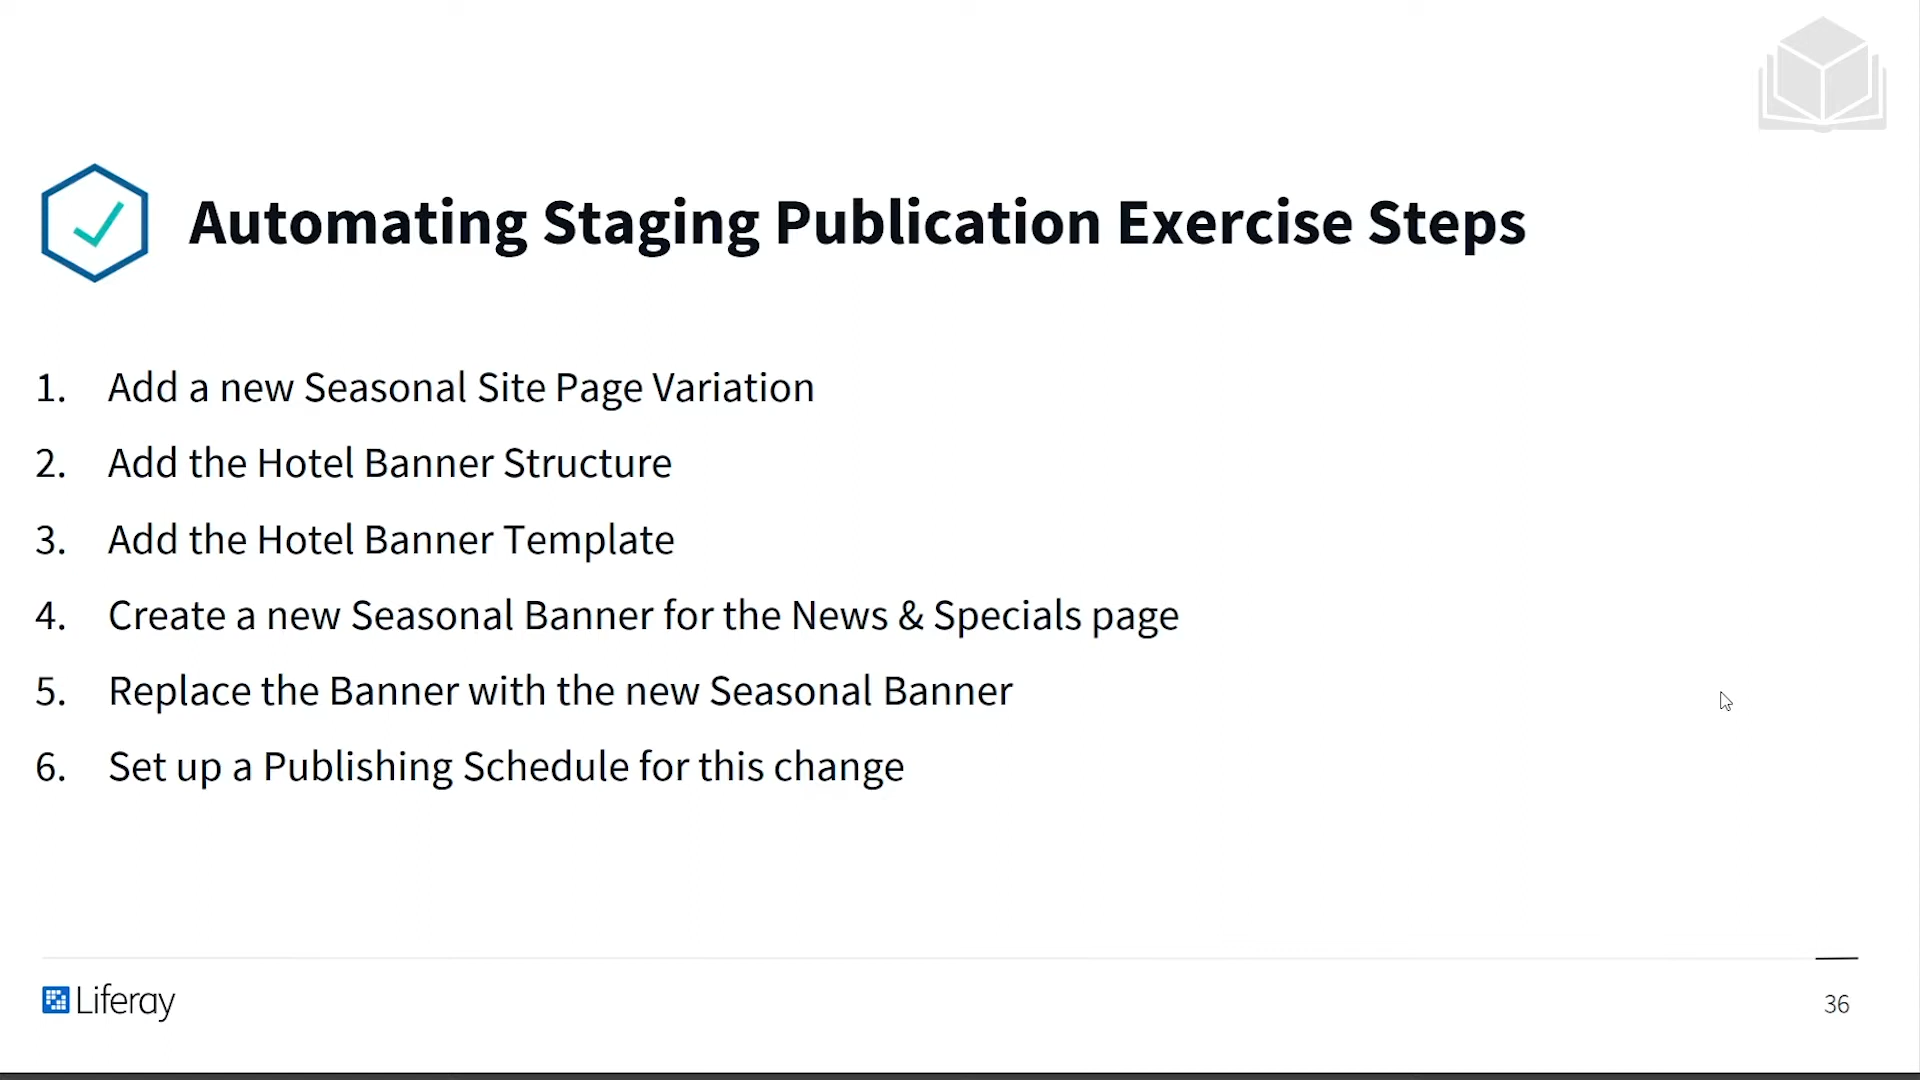 Automating Staging Publication Exercise Steps
1. Add a new Seasonal Site Page Variation
2. Add the Hotel Banner Structure
3. Add the Hotel Banner Template
4. Create a new Seasonal Banner for the News & Specials page
5. Replace the Banner with the new Seasonal Banner
6. Set up a Publishing Schedule for this change
Liferay
36